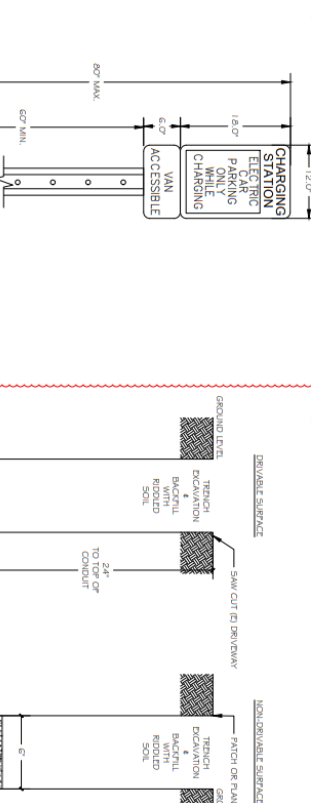 12.0"
18.0"
6.0"
80" MAX.
60" MIN.
CHARGING
STATION
ELECTRIC
CAR
PARKING
ONLY
WHILE
CHARGING
VAN
ACCESSIBLE
DRIVABLE SURFACE
SAW CUT (E) DRIVEWAY
GROUND LEVEL
TRENCH
EXCAVATION
&
BACKFILL
WITH
RIDDLED
SOIL
24"
TO TOP OF
CONDUIT
NON-DRIVABLE SURFACE
PATCH OR PLAN
TRENCH
EXCAVATION
&
BACKFILL
WITH
RIDDLED
SOIL
6"